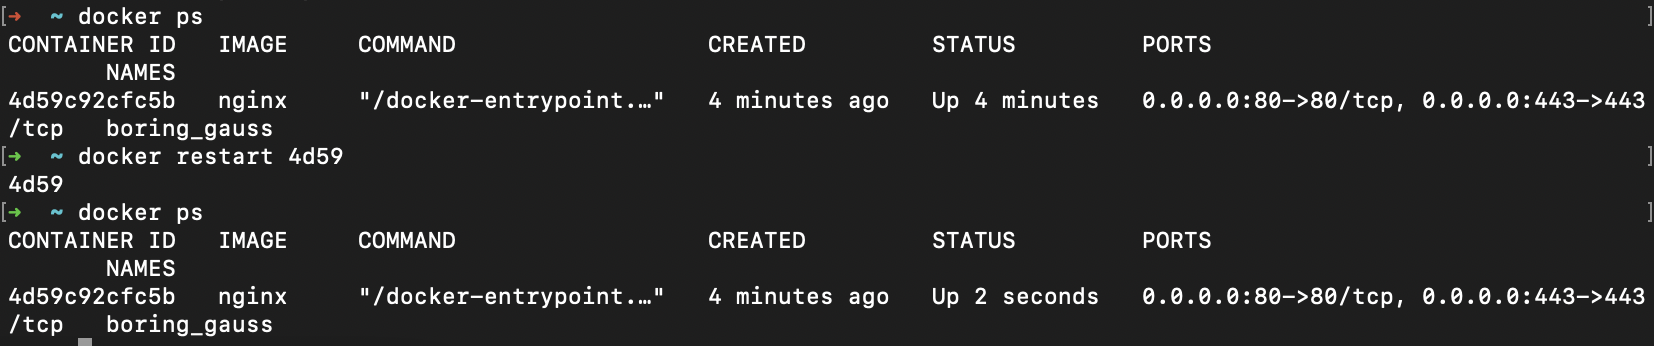 [➜  ~ docker ps ]
CONTAINER ID   IMAGE     COMMAND                  CREATED         STATUS         PORTS
       NAMES
4d59c92cfc5b   nginx     "/docker-entrypoint.…"   4 minutes ago   Up 4 minutes   0.0.0.0:80->80/tcp, 0.0.0.0:443->443
/tcp   boring_gauss
[➜  ~ docker restart 4d59 ]
4d59
[➜  ~ docker ps ]
CONTAINER ID   IMAGE     COMMAND                  CREATED         STATUS         PORTS
       NAMES
4d59c92cfc5b   nginx     "/docker-entrypoint.…"   4 minutes ago   Up 2 seconds   0.0.0.0:80->80/tcp, 0.0.0.0:443->443
/tcp   boring_gauss